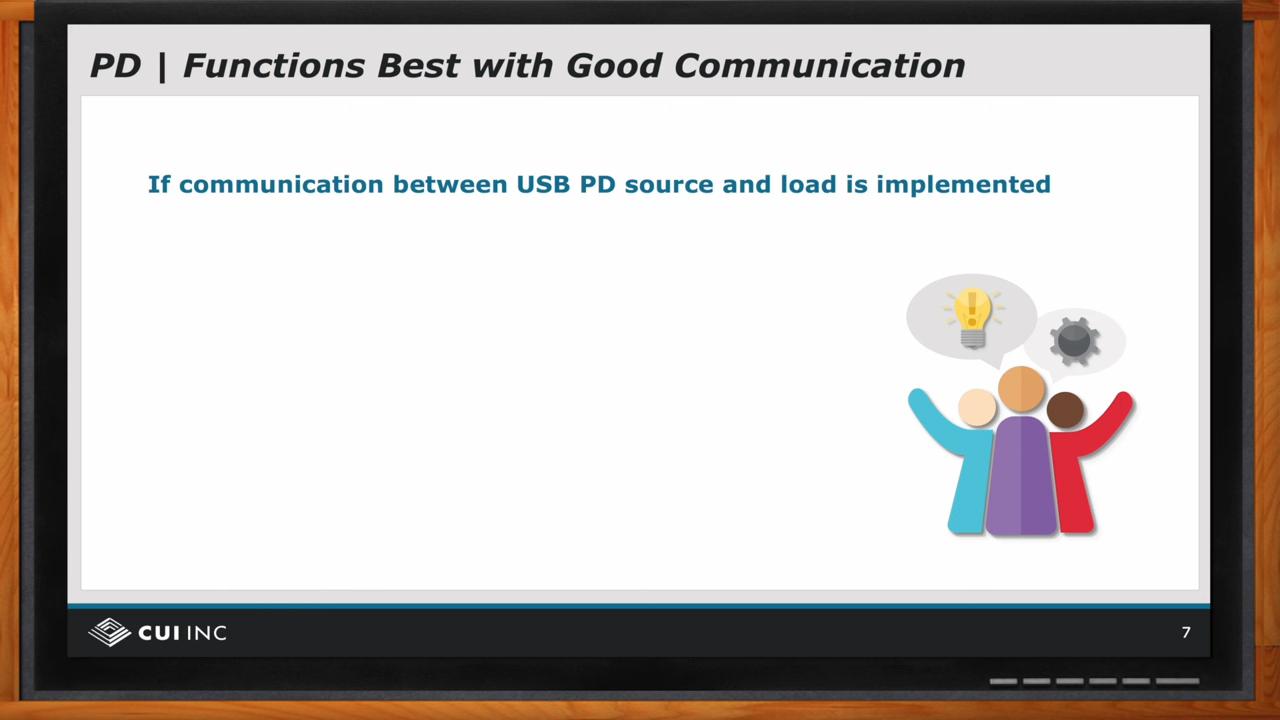 PD | Functions Best with Good Communication
If communication between USB PD source and load is implemented
CUI INC
7